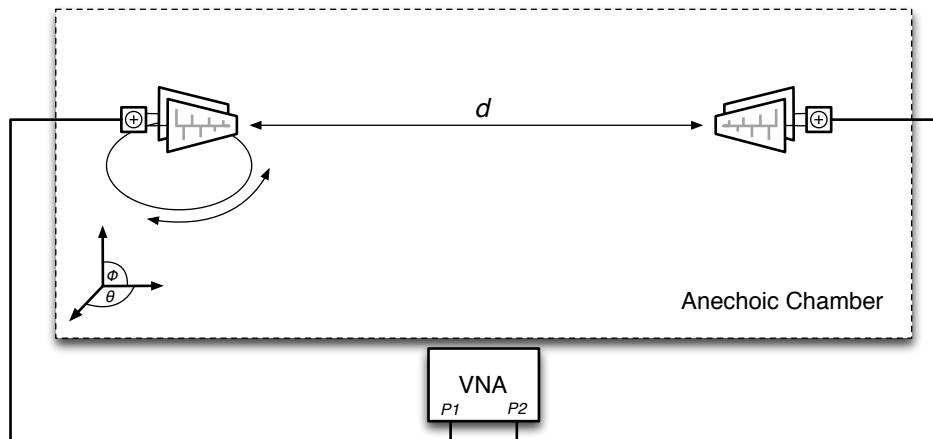 d
Φ
θ
Anechoic Chamber
VNA
P1 P2